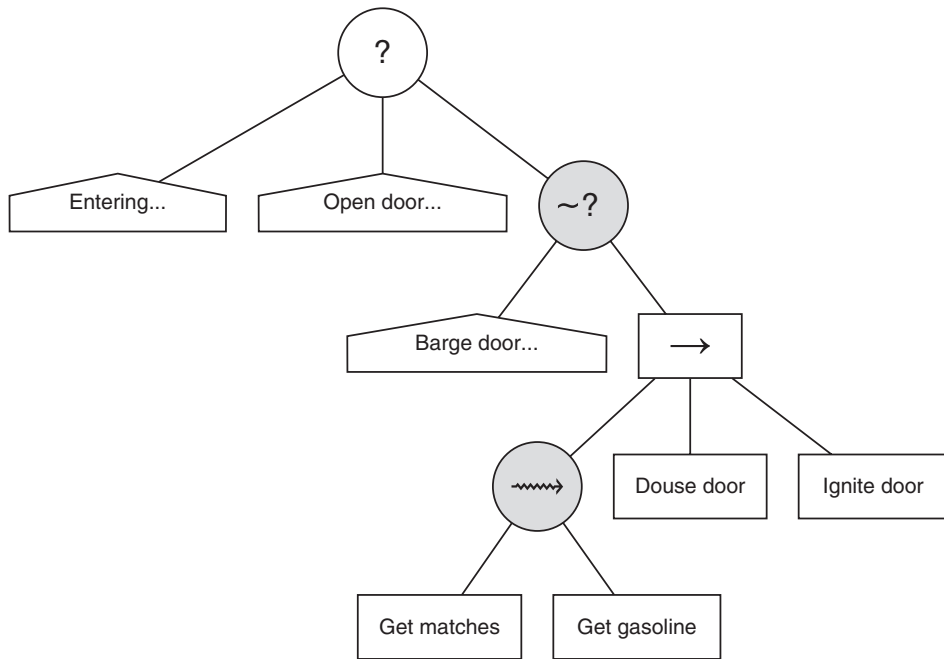 ?
Entering...
Open door...
~?
Barge door...
→
Douse door
Ignite door
Get matches
Get gasoline